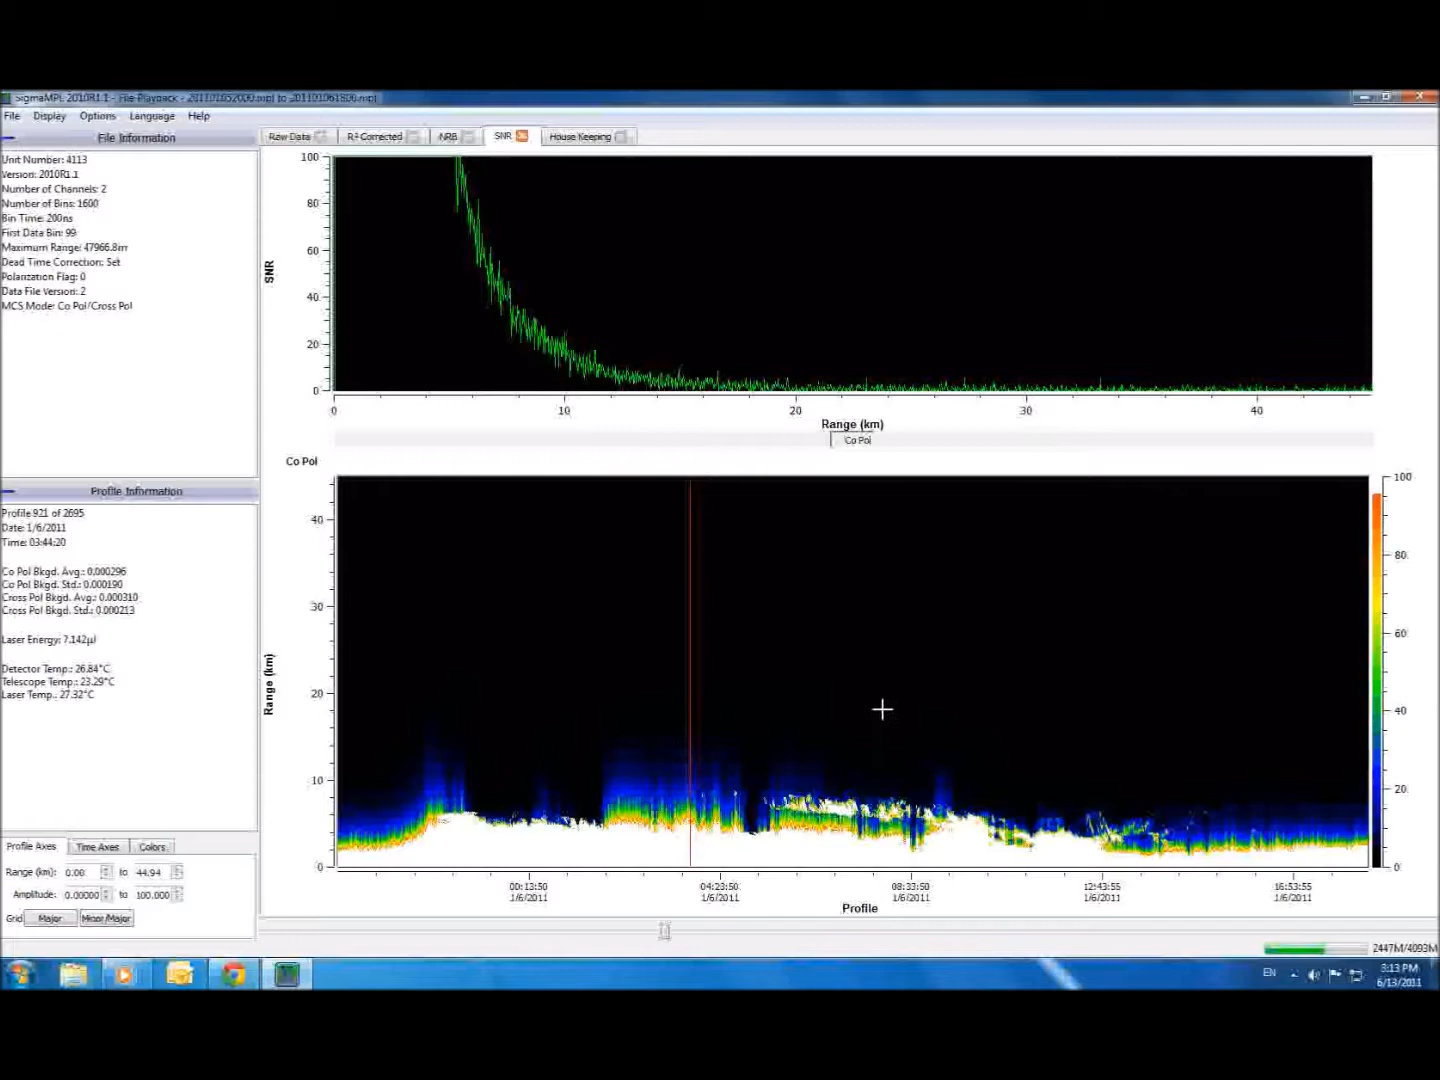 SigmaMPL 2010R1.1 - File Playback - 201101052000.mpl to 201101061800.mpl
File Display Options Language Help
File Information
Raw Data R² Corrected NRB SNR House Keeping
Unit Number: 4113
Version: 2010R1.1
Number of Channels: 2
Number of Bins: 1600
Bin Time: 200ns
First Data Bin: 99
Maximum Range: 47966.8m
Dead Time Correction: Set
Polarization Flag: 0
Data File Version: 2
MCS Mode: Co Pol/Cross Pol
SNR
100
80
60
40
20
0
0 10 20 30 40
Range (km)
Co Pol
Profile Information
Profile 921 of 2695
Date: 1/6/2011
Time: 03:44:20
Co Pol Bkgd. Avg.: 0.000296
Co Pol Bkgd. Std.: 0.000190
Cross Pol Bkgd. Avg.: 0.000310
Cross Pol Bkgd. Std.: 0.000213
Laser Energy: 7.142µJ
Detector Temp.: 26.84°C
Telescope Temp.: 23.29°C
Laser Temp.: 27.32°C
Co Pol
Range (km)
40
30
20
10
0
100
80
60
40
20
0
00:13:50 04:23:50 08:33:50 12:43:55 16:53:55
1/6/2011 1/6/2011 1/6/2011 1/6/2011 1/6/2011
Profile
Profile Axes Time Axes Colors
Range (km): 0.00 to 44.94
Amplitude: 0.00000 to 100.000
Grid Major Minor/Major
2447M/4093M
EN
3:13 PM
6/13/2011